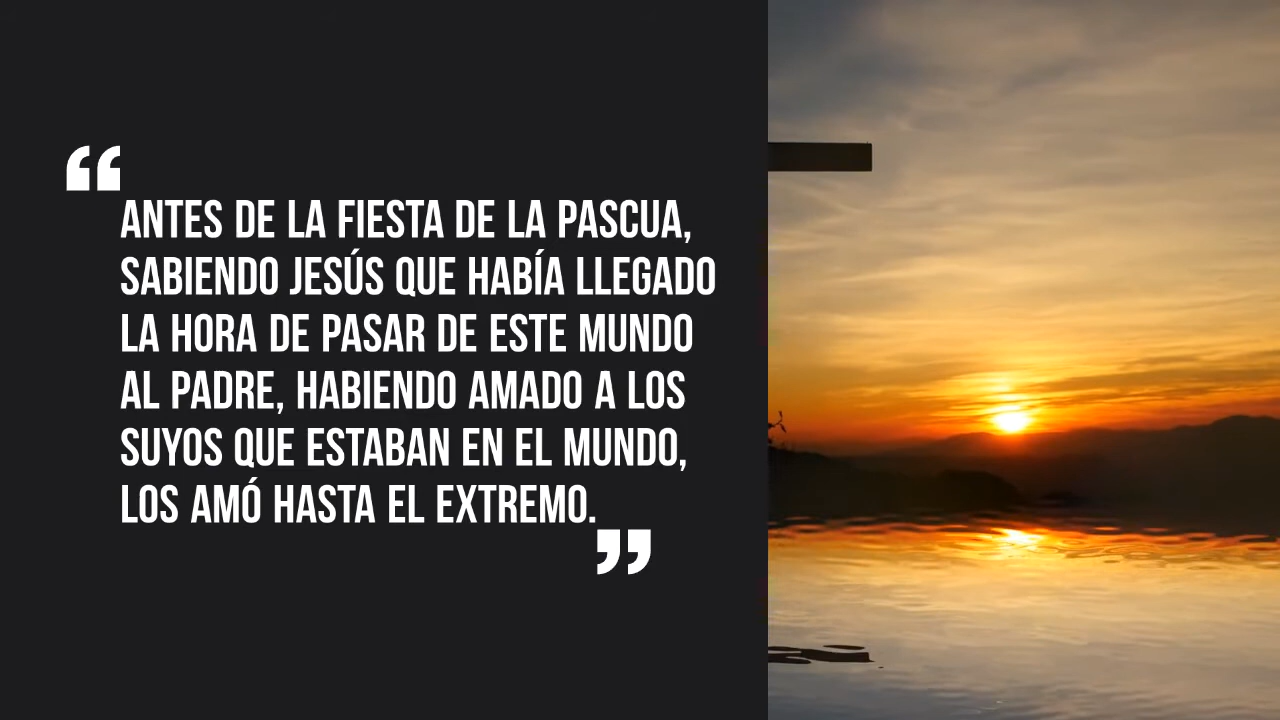 “
ANTES DE LA FIESTA DE LA PASCUA,
SABIENDO JESÚS QUE HABÍA LLEGADO
LA HORA DE PASAR DE ESTE MUNDO
AL PADRE, HABIENDO AMADO A LOS
SUYOS QUE ESTABAN EN EL MUNDO,
LOS AMÓ HASTA EL EXTREMO.
”